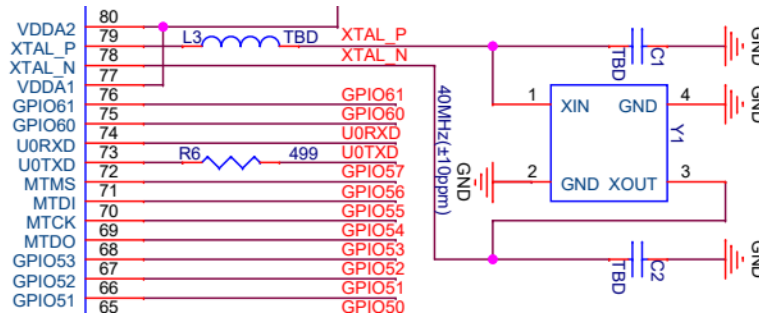 80
VDDA2
79
L3 TBD XTAL_P
XTAL_P
78
XTAL_N
XTAL_N
77
VDDA1
76
GPIO61
GPIO61
75
GPIO60
GPIO60
74
U0RXD
U0RXD
73
R6 499 U0TXD
U0TXD
72
GPIO57
MTMS
71
GPIO56
MTDI
70
GPIO55
MTCK
69
GPIO54
MTDO
68
GPIO53
GPIO53
67
GPIO52
GPIO52
66
GPIO51
GPIO51
65
GPIO50
40MHz(±10ppm)
C1
TBD
GND
1 XIN GND 4
GND
Y1
GND
2 GND XOUT 3
C2
TBD
GND